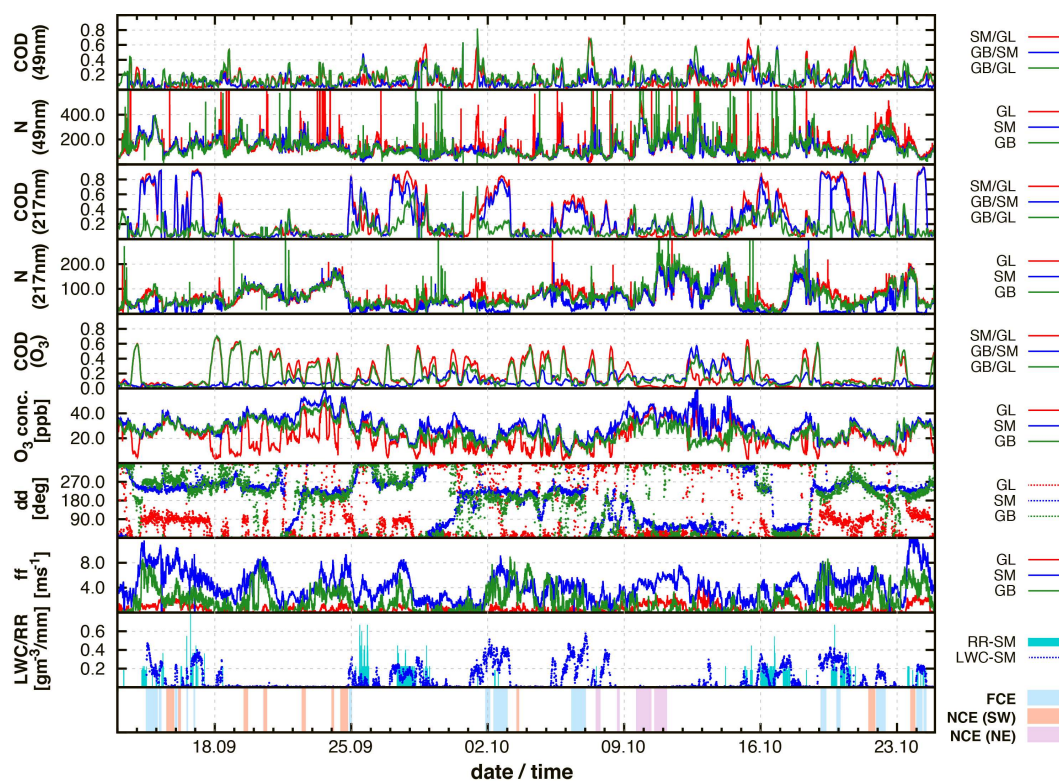 COD
(49nm)
0.8
0.6
0.4
0.2
SM/GL
GB/SM
GB/GL
N
(49nm)
400.0
200.0
GL
SM
GB
COD
(217nm)
0.8
0.6
0.4
0.2
SM/GL
GB/SM
GB/GL
N
(217nm)
200.0
100.0
GL
SM
GB
COD
(O3)
0.8
0.6
0.4
0.2
0.0
SM/GL
GB/SM
GB/GL
O3 conc.
[ppb]
40.0
20.0
GL
SM
GB
dd
[deg]
270.0
180.0
90.0
GL
SM
GB
ff
[ms-1]
8.0
4.0
GL
SM
GB
LWC/RR
[gm-3/mm]
0.6
0.4
0.2
RR-SM
LWC-SM
FCE
NCE (SW)
NCE (NE)
18.09 25.09 02.10 09.10 16.10 23.10
date / time